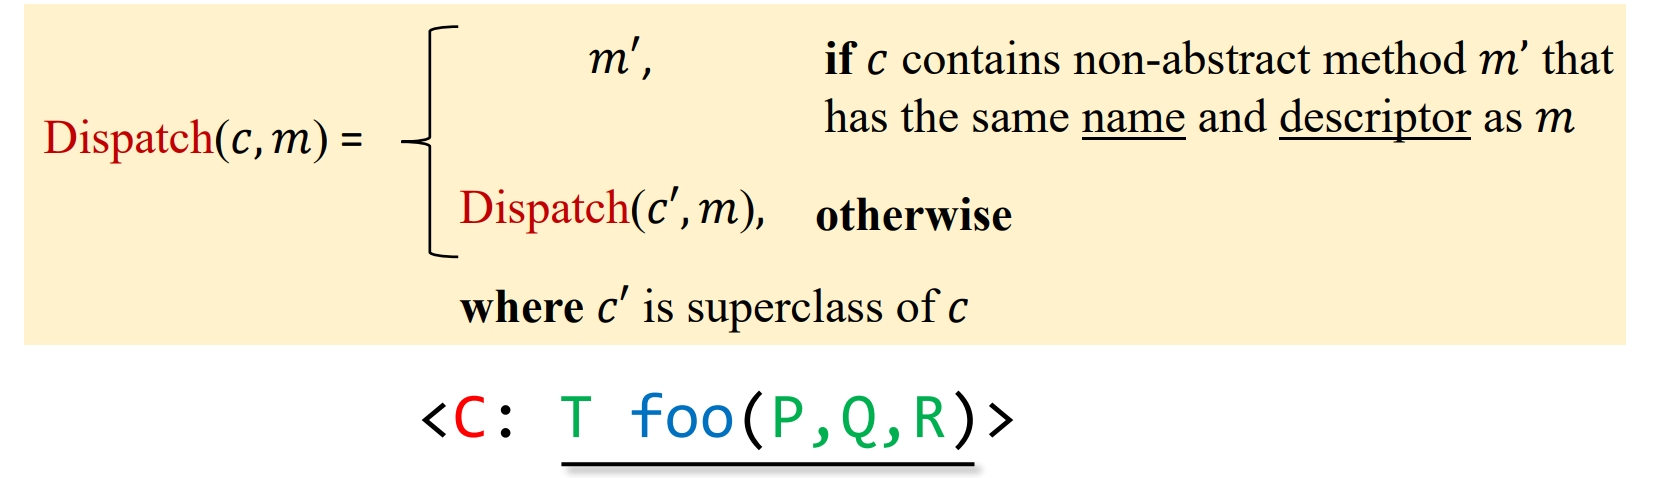 m′, if c contains non-abstract method m’ that
has the same name and descriptor as m
Dispatch(c, m) =
Dispatch(c′, m), otherwise
where c′ is superclass of c
<C: T foo(P,Q,R)>